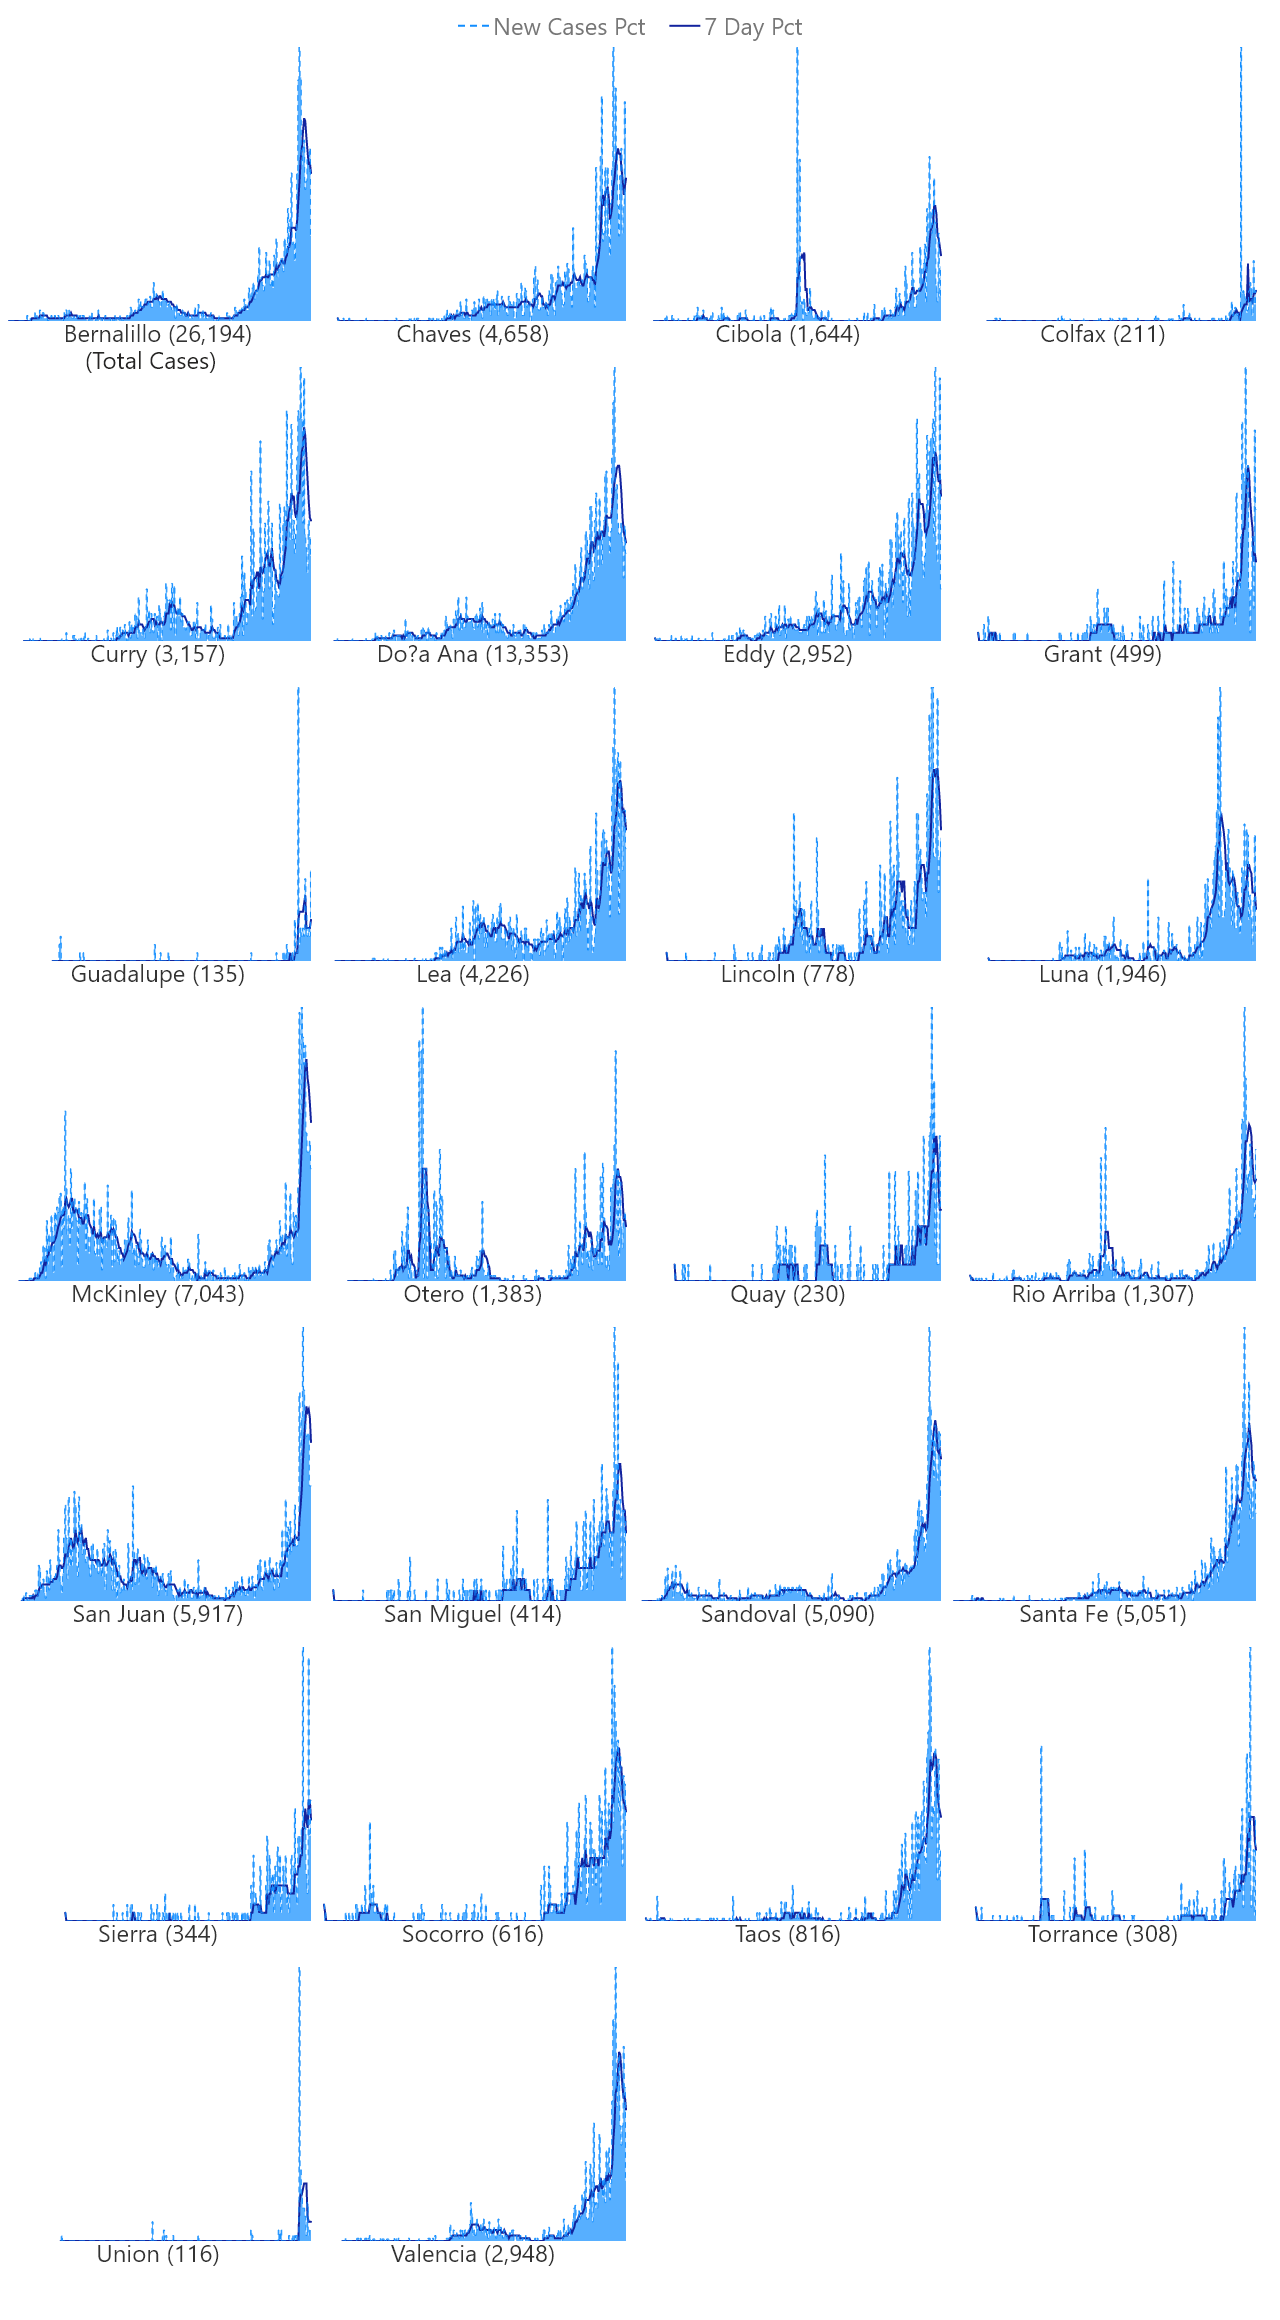 New Cases Pct 7 Day Pct
Bernalillo (26,194)
(Total Cases)
Chaves (4,658)
Cibola (1,644)
Colfax (211)
Curry (3,157)
Do?a Ana (13,353)
Eddy (2,952)
Grant (499)
Guadalupe (135)
Lea (4,226)
Lincoln (778)
Luna (1,946)
McKinley (7,043)
Otero (1,383)
Quay (230)
Rio Arriba (1,307)
San Juan (5,917)
San Miguel (414)
Sandoval (5,090)
Santa Fe (5,051)
Sierra (344)
Socorro (616)
Taos (816)
Torrance (308)
Union (116)
Valencia (2,948)